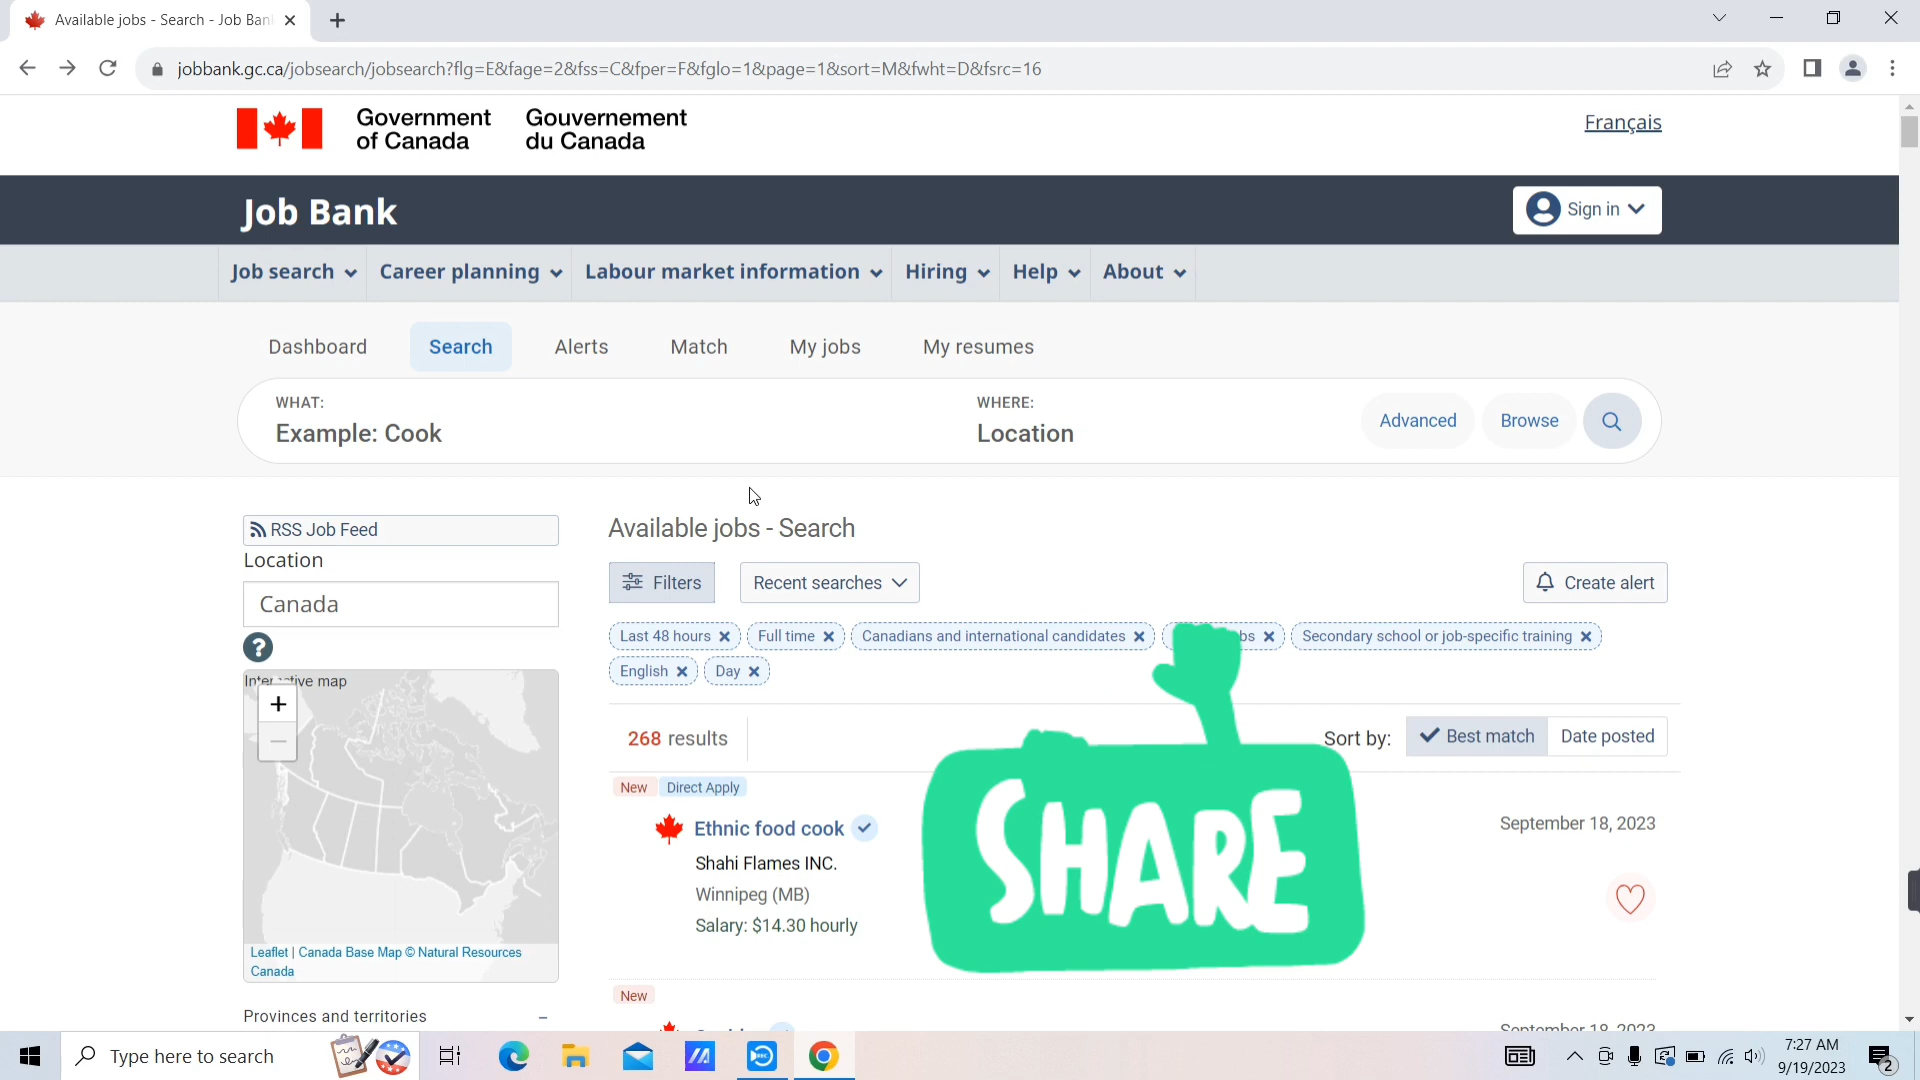 Available jobs - Search - Job Ban
jobbank.gc.ca/jobsearch/jobsearch?flg=E&fage=2&fss=C&fper=F&fglo=1&page=1&sort=M&fwht=D&fsrc=16
Government of Canada
Gouvernement du Canada
Français
Job Bank
Sign in
Job search
Career planning
Labour market information
Hiring
Help
About
Dashboard
Search
Alerts
Match
My jobs
My resumes
WHAT:
Example: Cook
WHERE:
Location
Advanced
Browse
RSS Job Feed
Location
Canada
?
Interactive map
+
−
Leaflet | Canada Base Map © Natural Resources
Canada
Provinces and territories
Available jobs - Search
Filters
Recent searches
Create alert
Last 48 hours
Full time
Canadians and international candidates
Secondary school or job-specific training
English
Day
268 results
Sort by:
Best match
Date posted
New
Direct Apply
Ethnic food cook
Shahi Flames INC.
Winnipeg (MB)
Salary: $14.30 hourly
September 18, 2023
SHARE
New
September 18, 2023
Type here to search
REC
7:27 AM
9/19/2023
2